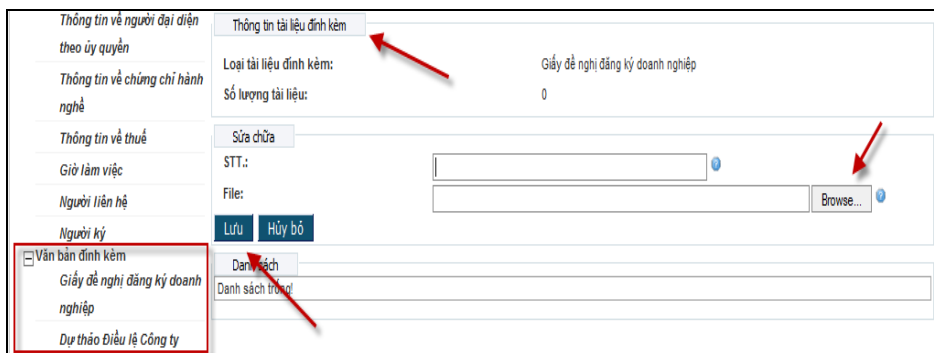 Thông tin về người đại diện
theo ủy quyền
Thông tin về chứng chỉ hành
nghề
Thông tin về thuế
Giờ làm việc
Người liên hệ
Người ký
Văn bản đính kèm
Giấy đề nghị đăng ký doanh
nghiệp
Dự thảo Điều lệ Công ty
Thông tin tài liệu đính kèm
Loại tài liệu đính kèm: Giấy đề nghị đăng ký doanh nghiệp
Số lượng tài liệu: 0
Sửa chữa
STT.:
File: Browse...
Lưu Hủy bỏ
Danh sách
Danh sách trống!